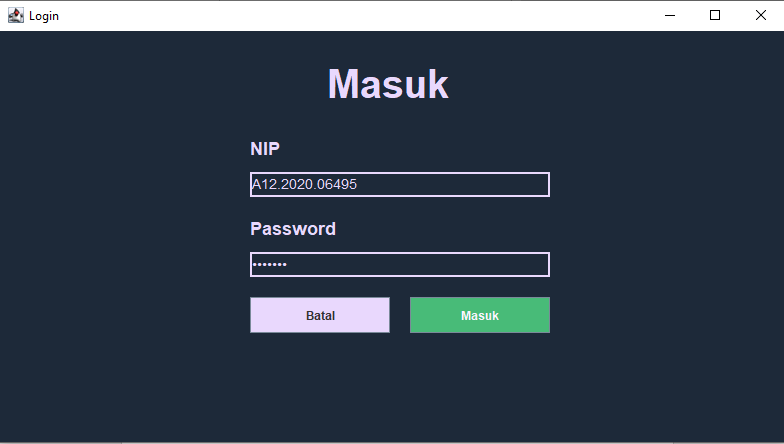 Login
Masuk
NIP
A12.2020.06495
Password
•••••••
Batal Masuk